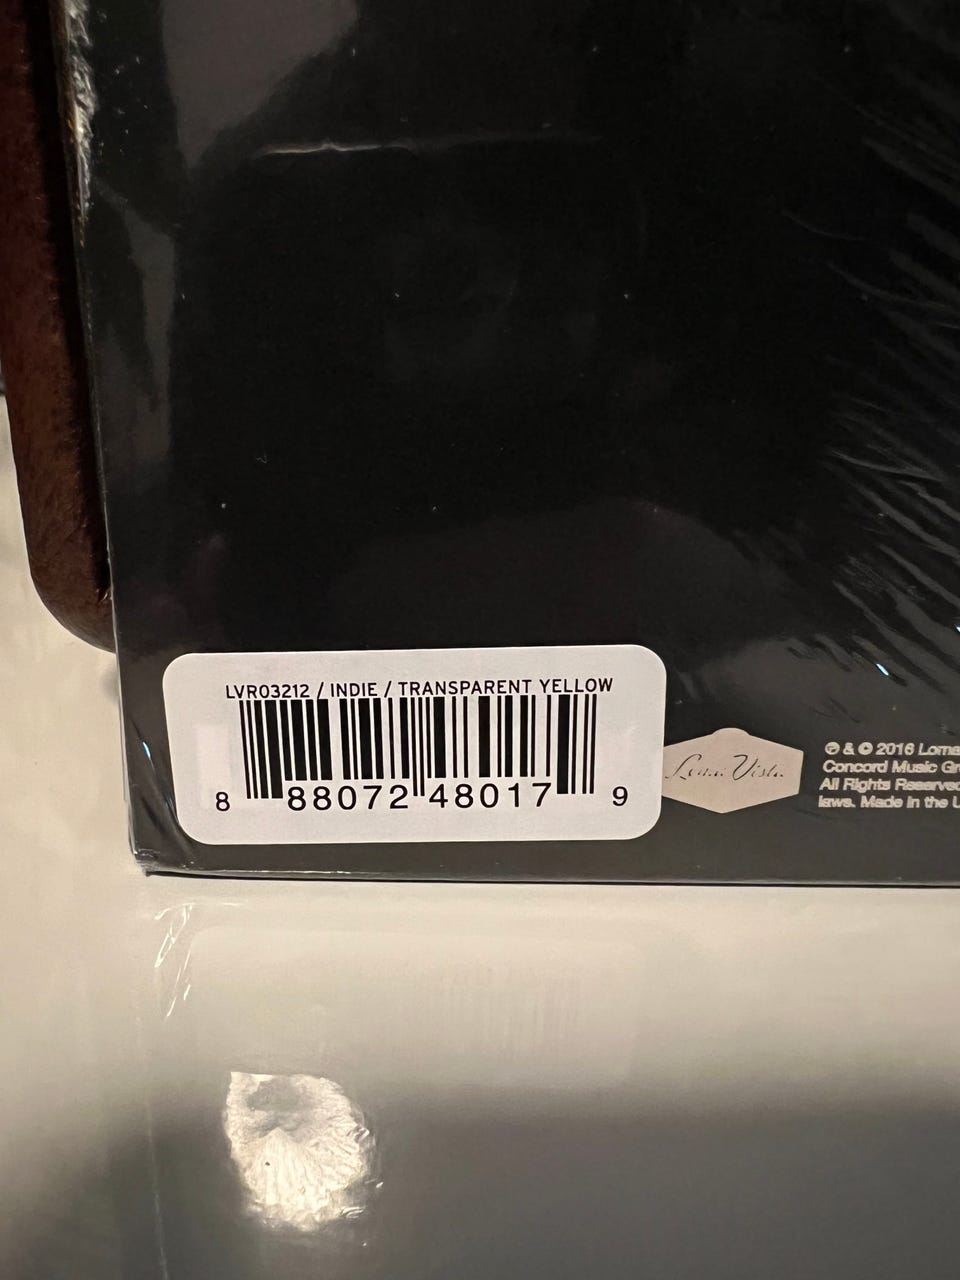 LVR03212 / INDIE / TRANSPARENT YELLOW
8 88072 48017 9
Loma Vista
℗ & © 2016 Loma
Concord Music Gr
All Rights Reserved
laws. Made in the U